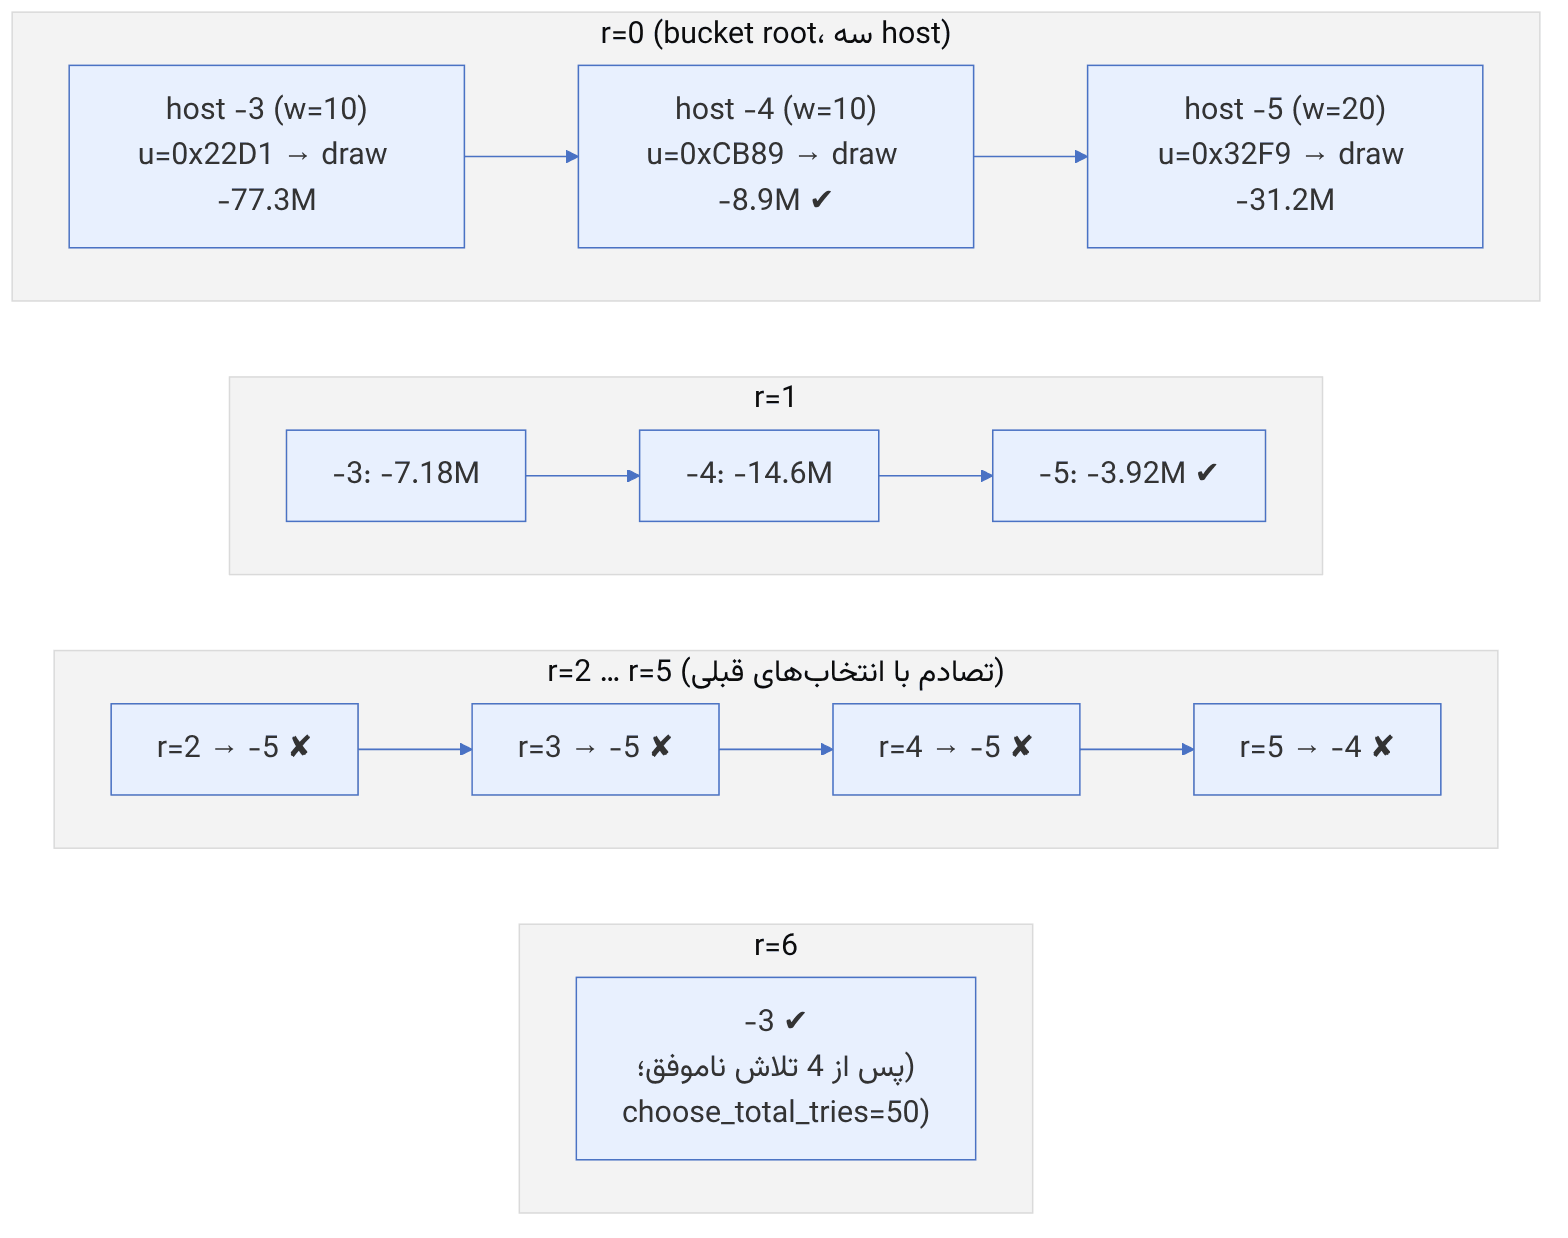 r=0 (bucket root، سه host)
host -3 (w=10)
u=0x22D1 → draw
-77.3M
host -4 (w=10)
u=0xCB89 → draw
-8.9M ✔
host -5 (w=20)
u=0x32F9 → draw
-31.2M
r=1
-3: -7.18M
-4: -14.6M
-5: -3.92M ✔
r=2 … r=5 (تصادم با انتخاب‌های قبلی)
r=2 → -5 ✘
r=3 → -5 ✘
r=4 → -5 ✘
r=5 → -4 ✘
r=6
-3 ✔
(پس از 4 تلاش ناموفق؛
choose_total_tries=50)